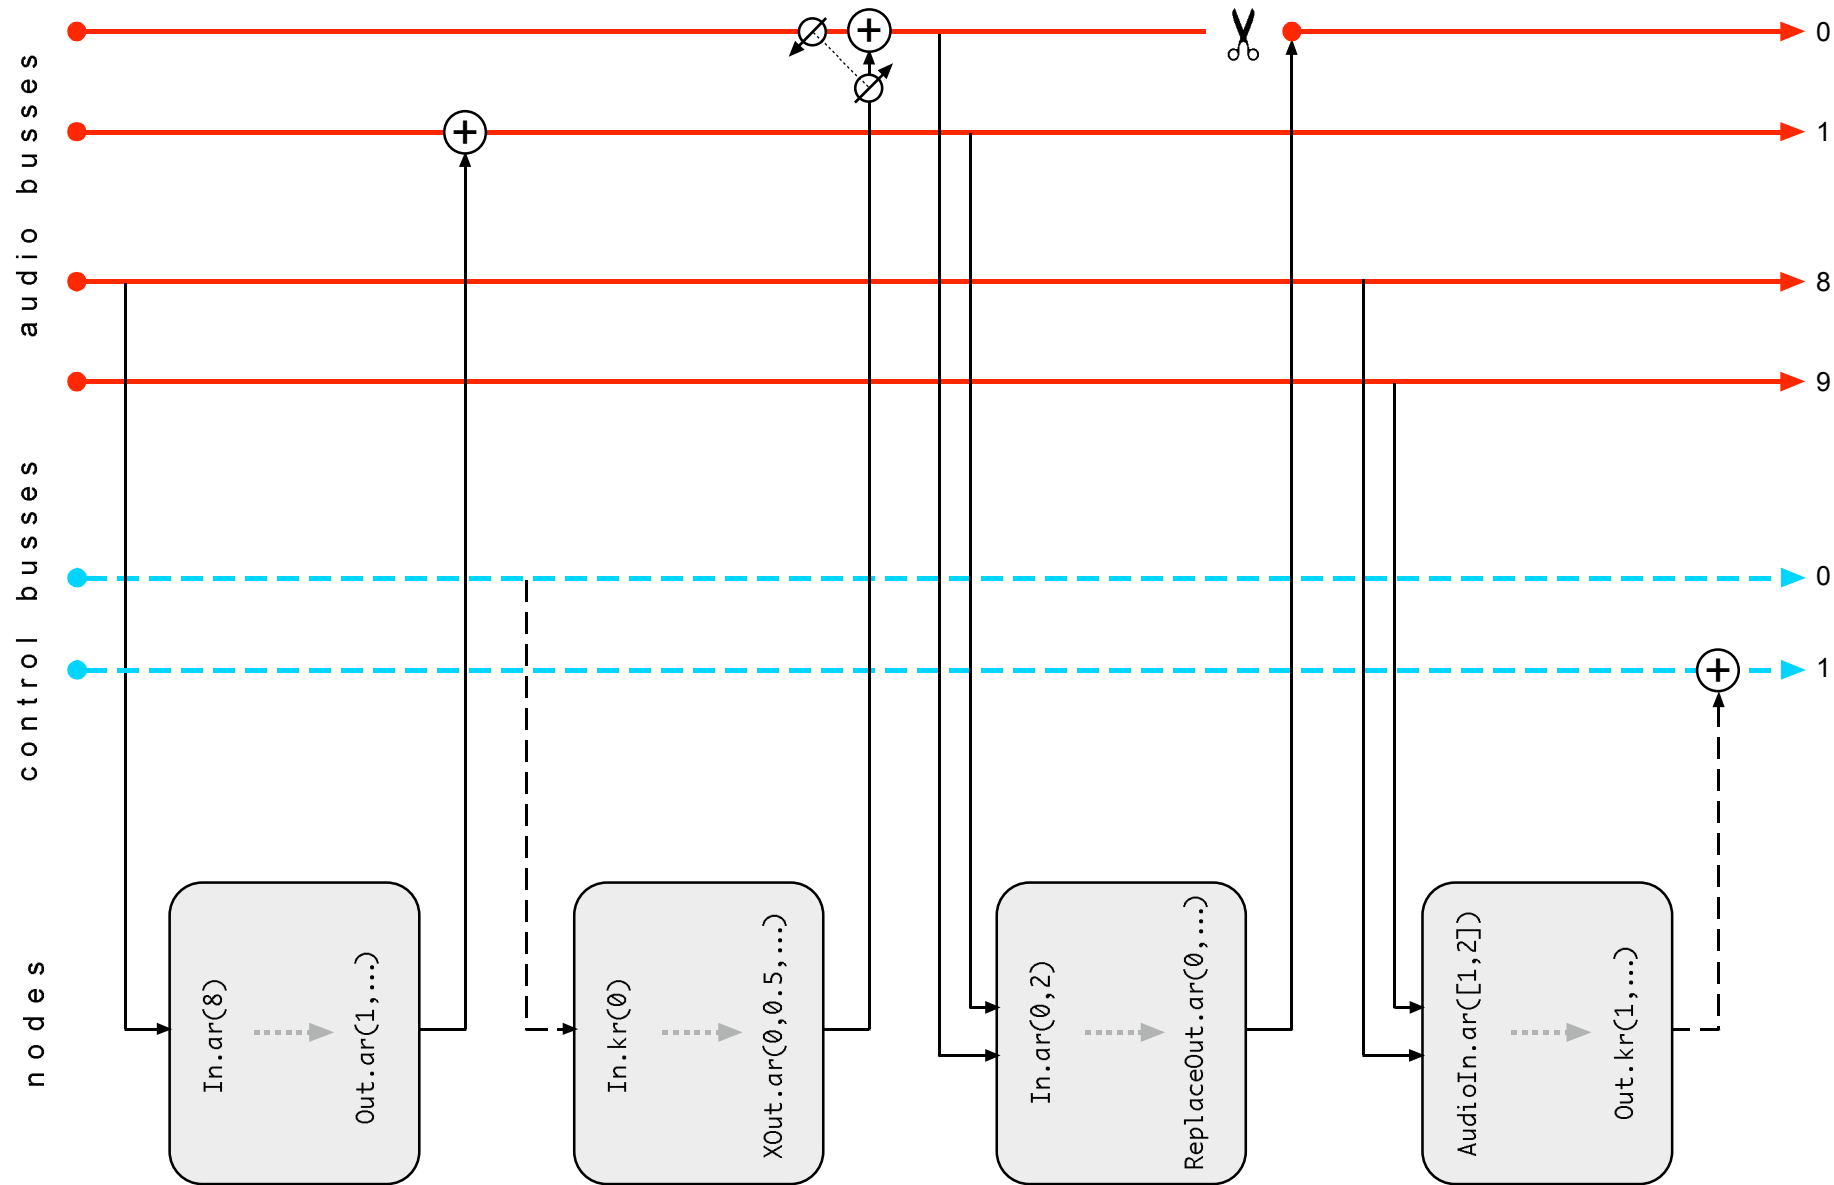 audio busses
0
1
8
9
control busses
0
1
nodes
In.ar(8)
Out.ar(1,...)
In.kr(0)
XOut.ar(0,0.5,...)
In.ar(0,2)
ReplaceOut.ar(0,...)
AudioIn.ar([1,2])
Out.kr(1,...)